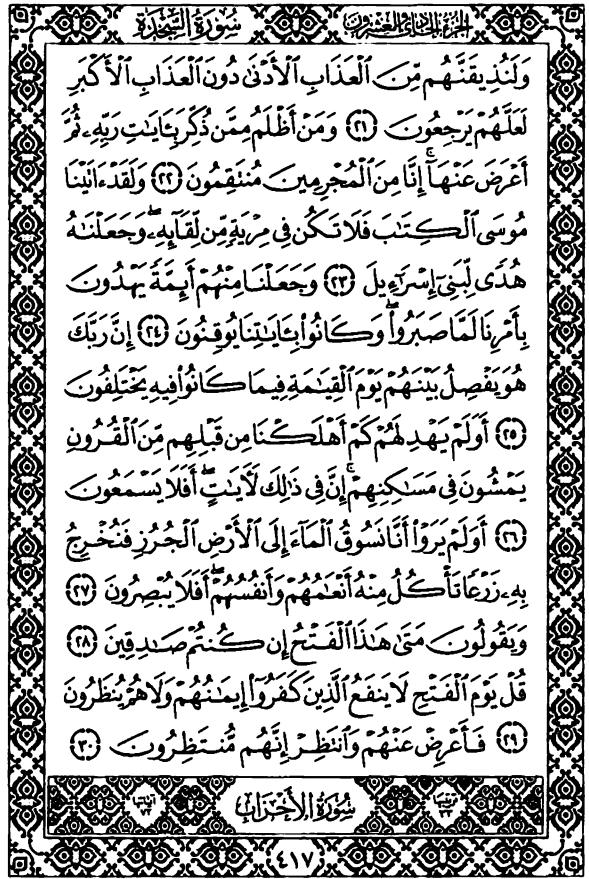 الجزء الحادي والعشرون سورة السجدة
وَلَنُذِيقَنَّهُم مِّنَ ٱلْعَذَابِ ٱلْأَدْنَىٰ دُونَ ٱلْعَذَابِ ٱلْأَكْبَرِ
لَعَلَّهُمْ يَرْجِعُونَ ٢١ وَمَنْ أَظْلَمُ مِمَّن ذُكِّرَ بِـَٔايَـٰتِ رَبِّهِۦ ثُمَّ
أَعْرَضَ عَنْهَآ ۚ إِنَّا مِنَ ٱلْمُجْرِمِينَ مُنتَقِمُونَ ٢٢ وَلَقَدْ ءَاتَيْنَا
مُوسَى ٱلْكِتَـٰبَ فَلَا تَكُن فِى مِرْيَةٍ مِّن لِّقَآئِهِۦ ۖ وَجَعَلْنَـٰهُ
هُدًى لِّبَنِىٓ إِسْرَٰٓءِيلَ ٢٣ وَجَعَلْنَا مِنْهُمْ أَئِمَّةً يَهْدُونَ
بِأَمْرِنَا لَمَّا صَبَرُوا۟ ۖ وَكَانُوا۟ بِـَٔايَـٰتِنَا يُوقِنُونَ ٢٤ إِنَّ رَبَّكَ
هُوَ يَفْصِلُ بَيْنَهُمْ يَوْمَ ٱلْقِيَـٰمَةِ فِيمَا كَانُوا۟ فِيهِ يَخْتَلِفُونَ
٢٥ أَوَلَمْ يَهْدِ لَهُمْ كَمْ أَهْلَكْنَا مِن قَبْلِهِم مِّنَ ٱلْقُرُونِ
يَمْشُونَ فِى مَسَـٰكِنِهِمْ ۚ إِنَّ فِى ذَٰلِكَ لَـَٔايَـٰتٍ ۖ أَفَلَا يَسْمَعُونَ
٢٦ أَوَلَمْ يَرَوْا۟ أَنَّا نَسُوقُ ٱلْمَآءَ إِلَى ٱلْأَرْضِ ٱلْجُرُزِ فَنُخْرِجُ
بِهِۦ زَرْعًا تَأْكُلُ مِنْهُ أَنْعَـٰمُهُمْ وَأَنفُسُهُمْ ۖ أَفَلَا يُبْصِرُونَ ٢٧
وَيَقُولُونَ مَتَىٰ هَـٰذَا ٱلْفَتْحُ إِن كُنتُمْ صَـٰدِقِينَ ٢٨
قُلْ يَوْمَ ٱلْفَتْحِ لَا يَنفَعُ ٱلَّذِينَ كَفَرُوٓا۟ إِيمَـٰنُهُمْ وَلَا هُمْ يُنظَرُونَ
٢٩ فَأَعْرِضْ عَنْهُمْ وَٱنتَظِرْ إِنَّهُم مُّنتَظِرُونَ ٣٠
سُورَةُ الأَحْزَابِ
٤١٧